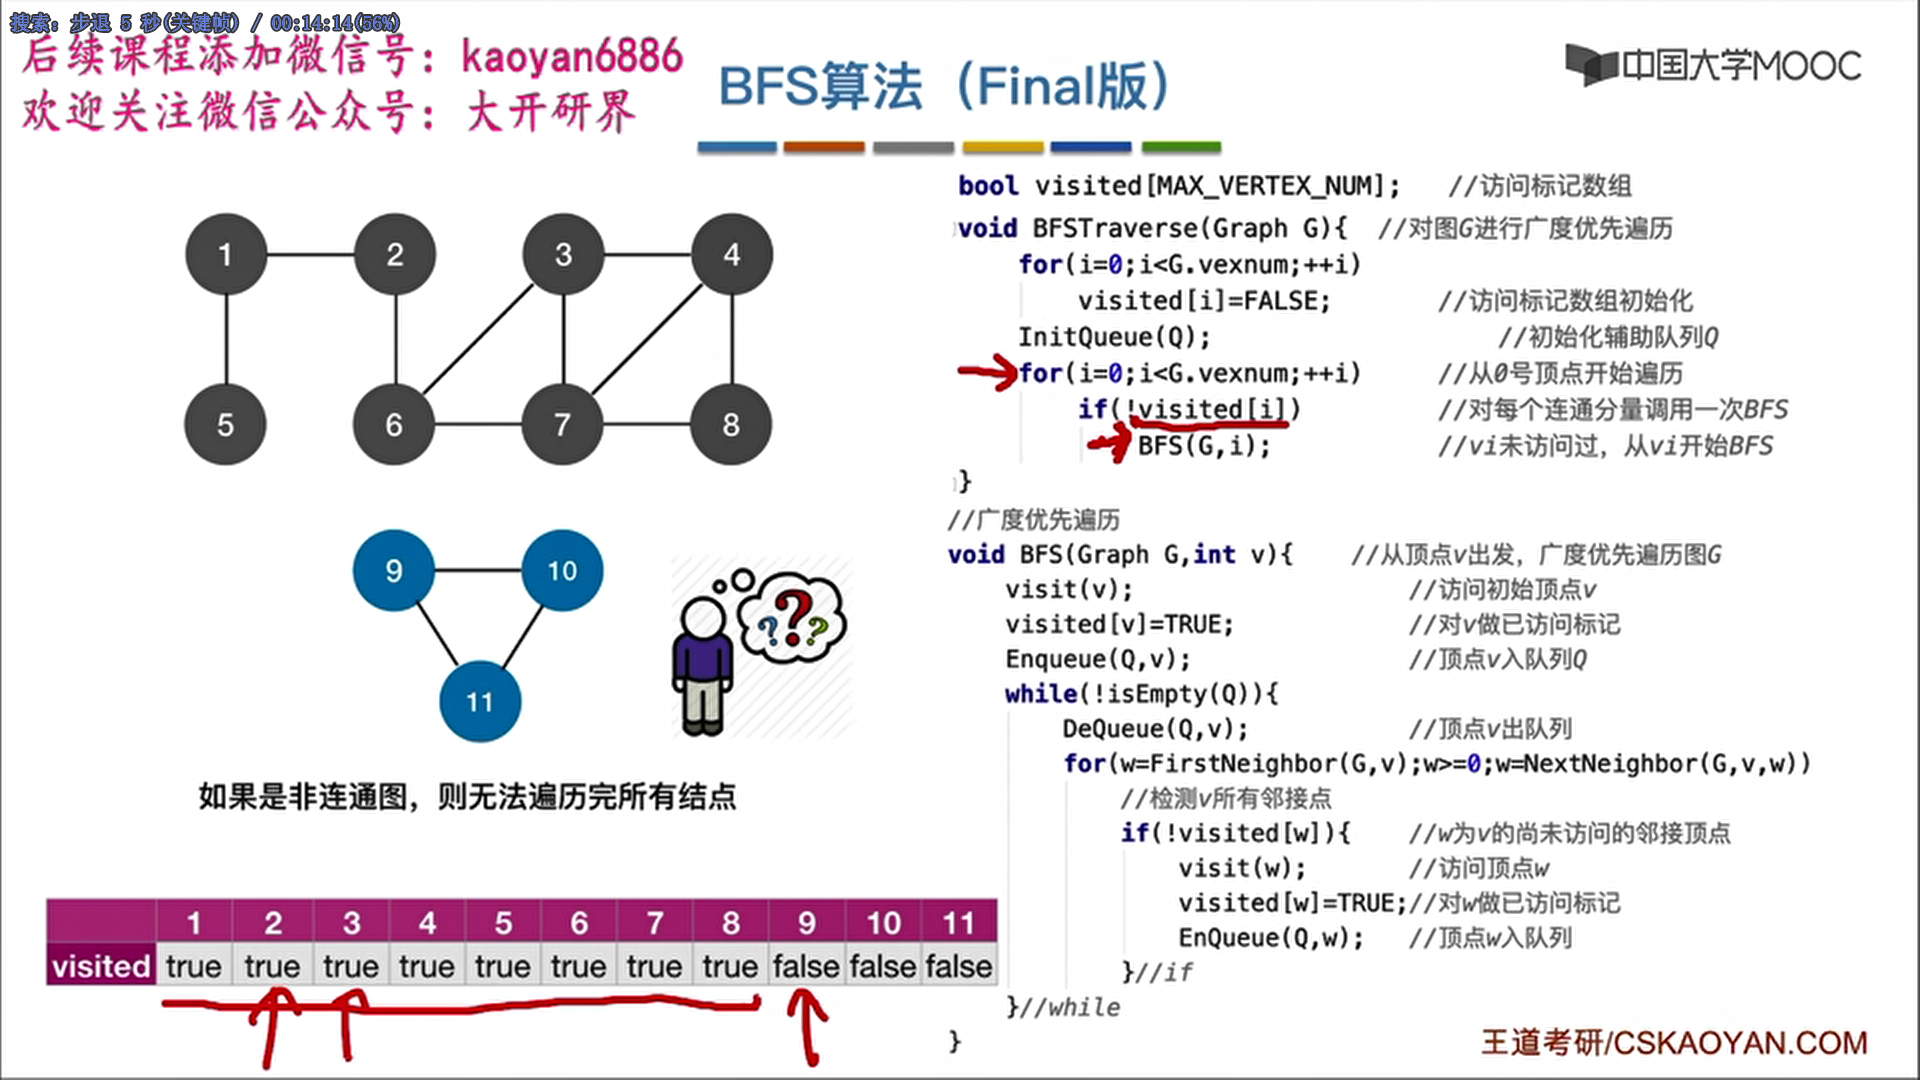 搜索: 步退 5 秒(关键帧) / 00:14:14(56%)
后续课程添加微信号：kaoyan6886
欢迎关注微信公众号：大开研界
BFS算法（Final版）
中国大学MOOC
1
2
3
4
5
6
7
8
9
10
11
?
?
?
如果是非连通图，则无法遍历完所有结点
1 2 3 4 5 6 7 8 9 10 11
visited true true true true true true true true false false false
bool visited[MAX_VERTEX_NUM]; //访问标记数组
void BFSTraverse(Graph G){ //对图G进行广度优先遍历
for(i=0;i<G.vexnum;++i)
visited[i]=FALSE; //访问标记数组初始化
InitQueue(Q); //初始化辅助队列Q
for(i=0;i<G.vexnum;++i) //从0号顶点开始遍历
if(!visited[i]) //对每个连通分量调用一次BFS
BFS(G,i); //vi未访问过，从vi开始BFS
}
//广度优先遍历
void BFS(Graph G,int v){ //从顶点v出发，广度优先遍历图G
visit(v); //访问初始顶点v
visited[v]=TRUE; //对v做已访问标记
Enqueue(Q,v); //顶点v入队列Q
while(!isEmpty(Q)){
DeQueue(Q,v); //顶点v出队列
for(w=FirstNeighbor(G,v);w>=0;w=NextNeighbor(G,v,w))
//检测v所有邻接点
if(!visited[w]){ //w为v的尚未访问的邻接顶点
visit(w); //访问顶点w
visited[w]=TRUE;//对w做已访问标记
EnQueue(Q,w); //顶点w入队列
}//if
}//while
}
王道考研/CSKAOYAN.COM